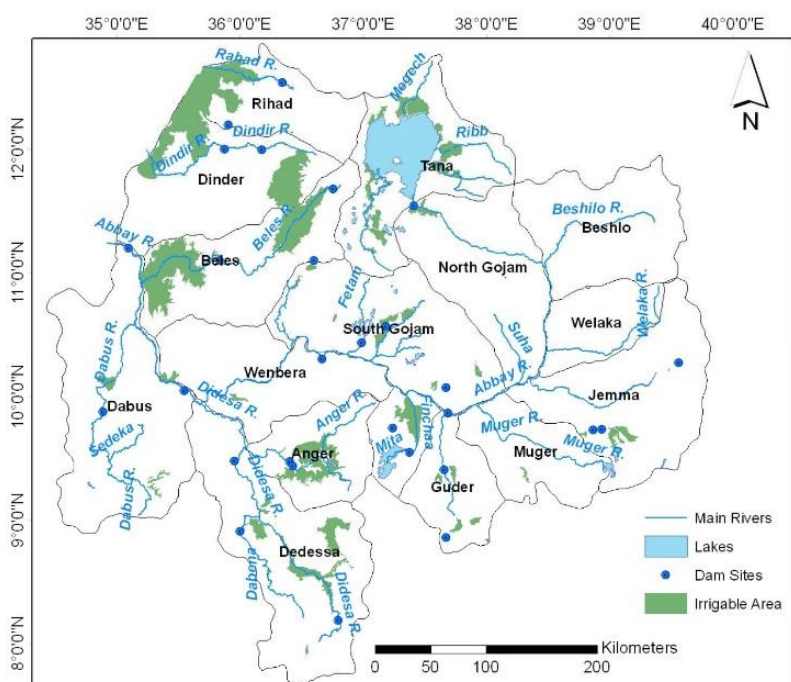 35°0'0"E 36°0'0"E 37°0'0"E 38°0'0"E 39°0'0"E 40°0'0"E
12°0'0"N
11°0'0"N
10°0'0"N
9°0'0"N
8°0'0"N
N
Rahad R.
Rihad
Mogech
Ribb
Tana
Dindir R.
Dindir R.
Dinder
Beles R.
Beshilo R.
Beshlo
Abbay R.
Beles
North Gojam
Fetam
South Gojam
Suha
Welaka
Welaka R.
Dabus R.
Wenbera
Abbay R.
Jemma
Dabus
Didesa R.
Anger R.
Finchaa
Muger R.
Muger R.
Sedeka
Anger
Mita
Muger
Dabus R.
Didesa R.
Guder
Dedessa
Dabena
Didesa R.
Main Rivers
Lakes
Dam Sites
Irrigable Area
Kilometers
0 50 100 200